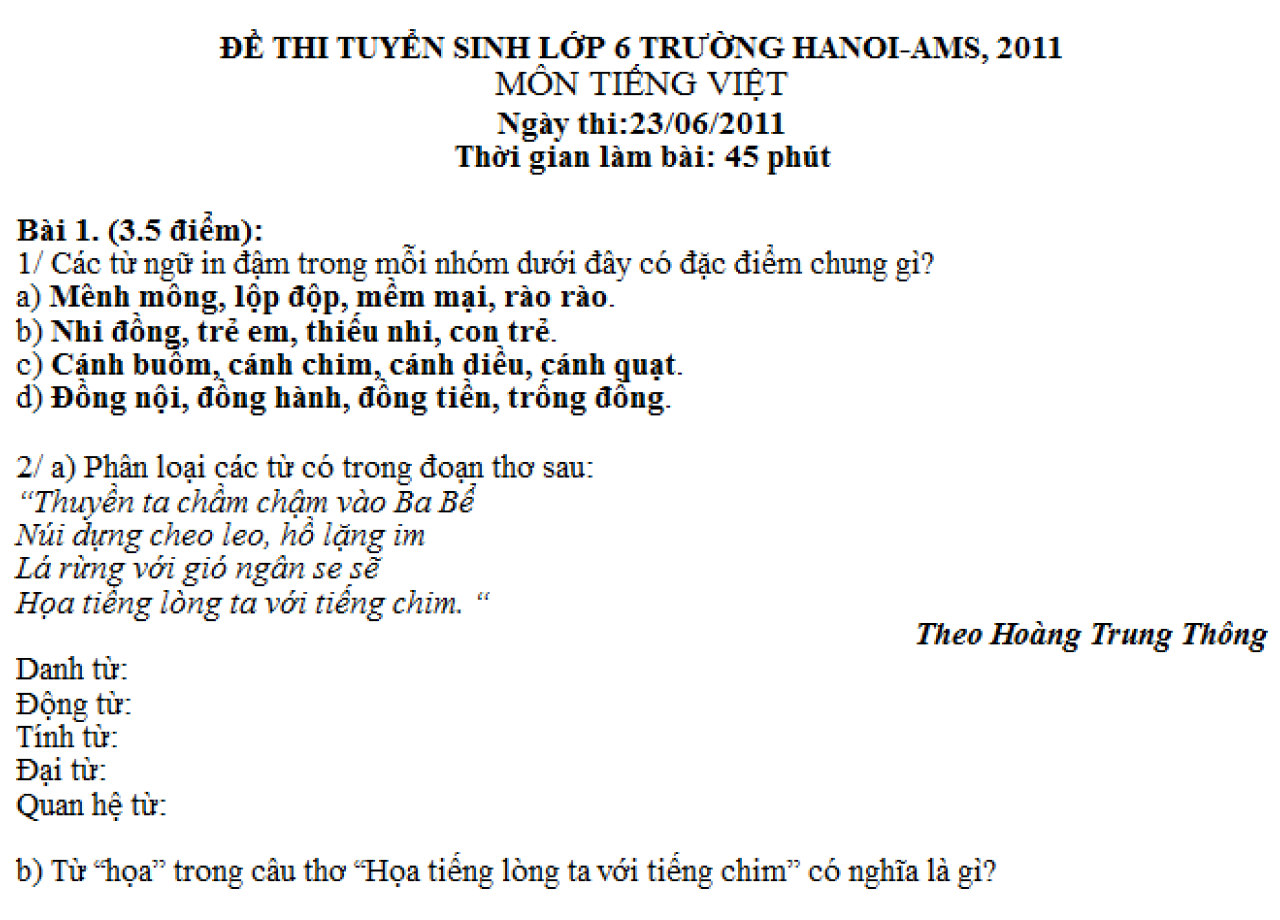 ĐỀ THI TUYỂN SINH LỚP 6 TRƯỜNG HANOI-AMS, 2011
MÔN TIẾNG VIỆT
Ngày thi:23/06/2011
Thời gian làm bài: 45 phút
Bài 1. (3.5 điểm):
1/ Các từ ngữ in đậm trong mỗi nhóm dưới đây có đặc điểm chung gì?
a) Mênh mông, lộp độp, mềm mại, rào rào.
b) Nhi đồng, trẻ em, thiếu nhi, con trẻ.
c) Cánh buồm, cánh chim, cánh diều, cánh quạt.
d) Đồng nội, đồng hành, đồng tiền, trống đồng.
2/ a) Phân loại các từ có trong đoạn thơ sau:
“Thuyền ta chầm chậm vào Ba Bể
Núi dựng cheo leo, hồ lặng im
Lá rừng với gió ngân se sẽ
Họa tiếng lòng ta với tiếng chim. “
Theo Hoàng Trung Thông
Danh từ:
Động từ:
Tính từ:
Đại từ:
Quan hệ từ:
b) Từ “họa” trong câu thơ “Họa tiếng lòng ta với tiếng chim” có nghĩa là gì?